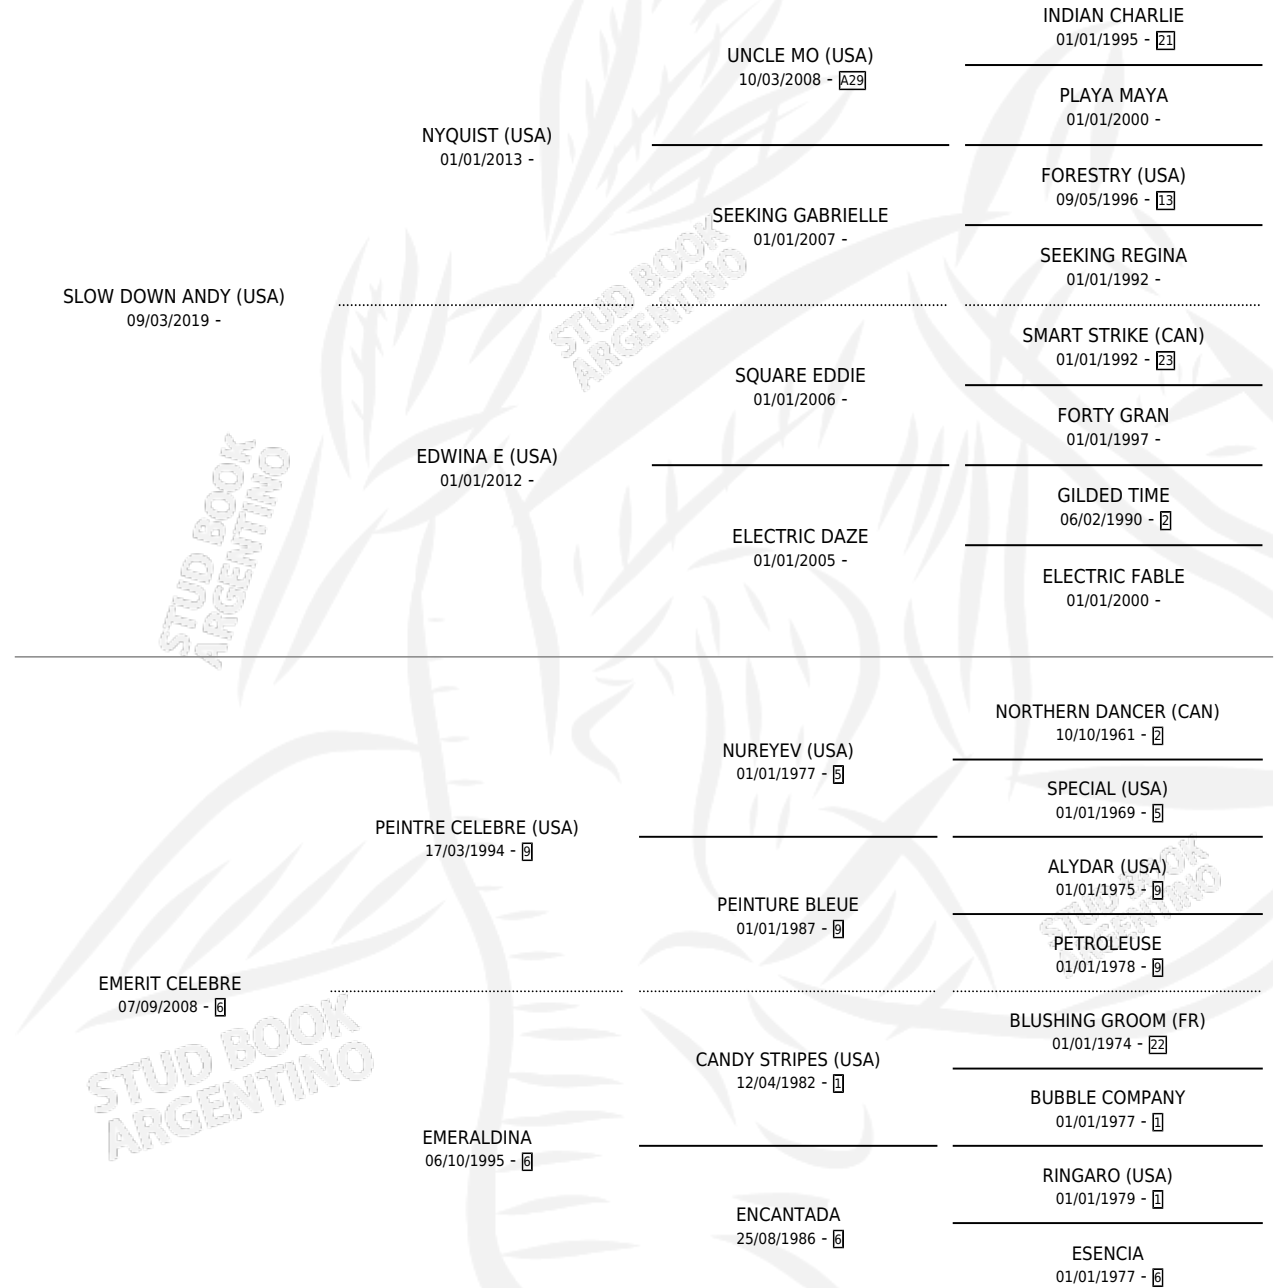 INDIAN CHARLIE
01/01/1995 - 21
UNCLE MO (USA)
10/03/2008 - A29
PLAYA MAYA
01/01/2000 -
NYQUIST (USA)
01/01/2013 -
FORESTRY (USA)
09/05/1996 - 13
SEEKING GABRIELLE
01/01/2007 -
SEEKING REGINA
01/01/1992 -
SLOW DOWN ANDY (USA)
09/03/2019 -
SMART STRIKE (CAN)
01/01/1992 - 23
SQUARE EDDIE
01/01/2006 -
FORTY GRAN
01/01/1997 -
EDWINA E (USA)
01/01/2012 -
GILDED TIME
06/02/1990 - 2
ELECTRIC DAZE
01/01/2005 -
ELECTRIC FABLE
01/01/2000 -
NORTHERN DANCER (CAN)
10/10/1961 - 2
NUREYEV (USA)
01/01/1977 - 5
SPECIAL (USA)
01/01/1969 - 5
PEINTRE CELEBRE (USA)
17/03/1994 - 9
ALYDAR (USA)
01/01/1975 - 9
PEINTURE BLEUE
01/01/1987 - 9
PETROLEUSE
01/01/1978 - 9
EMERIT CELEBRE
07/09/2008 - 6
BLUSHING GROOM (FR)
01/01/1974 - 22
CANDY STRIPES (USA)
12/04/1982 - 1
BUBBLE COMPANY
01/01/1977 - 1
EMERALDINA
06/10/1995 - 6
RINGARO (USA)
01/01/1979 - 1
ENCANTADA
25/08/1986 - 6
ESENCIA
01/01/1977 - 6
STUD BOOK
ARGENTINO
STUD BOOK
ARGENTINO
STUD BOOK
ARGENTINO
STUD BOOK
ARGENTINO